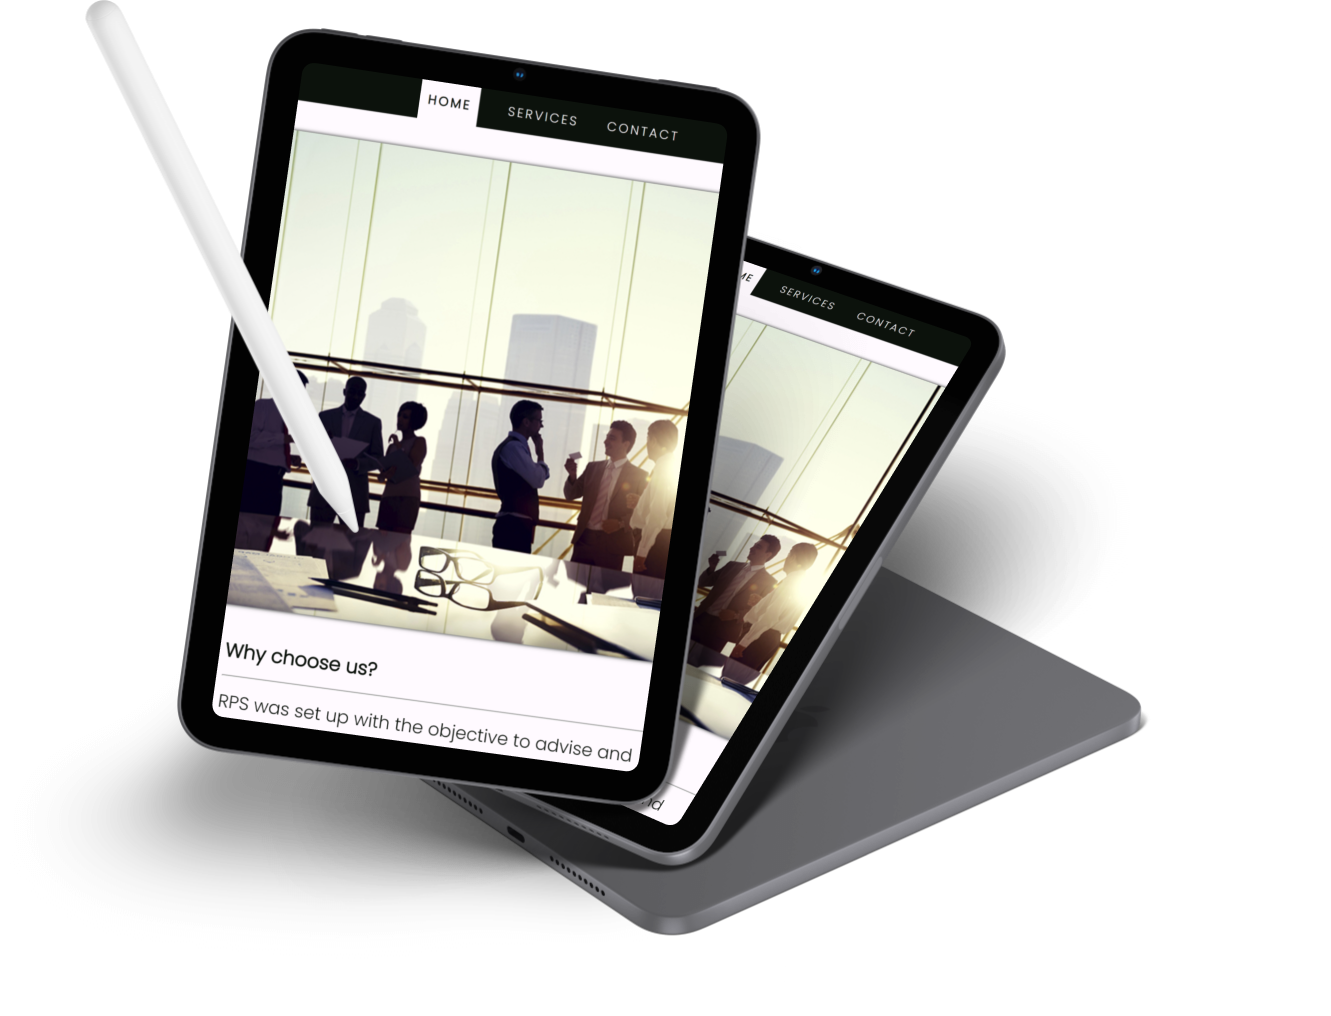 HOME SERVICES CONTACT
Why choose us?
RPS was set up with the objective to advise and
ME SERVICES CONTACT
nd